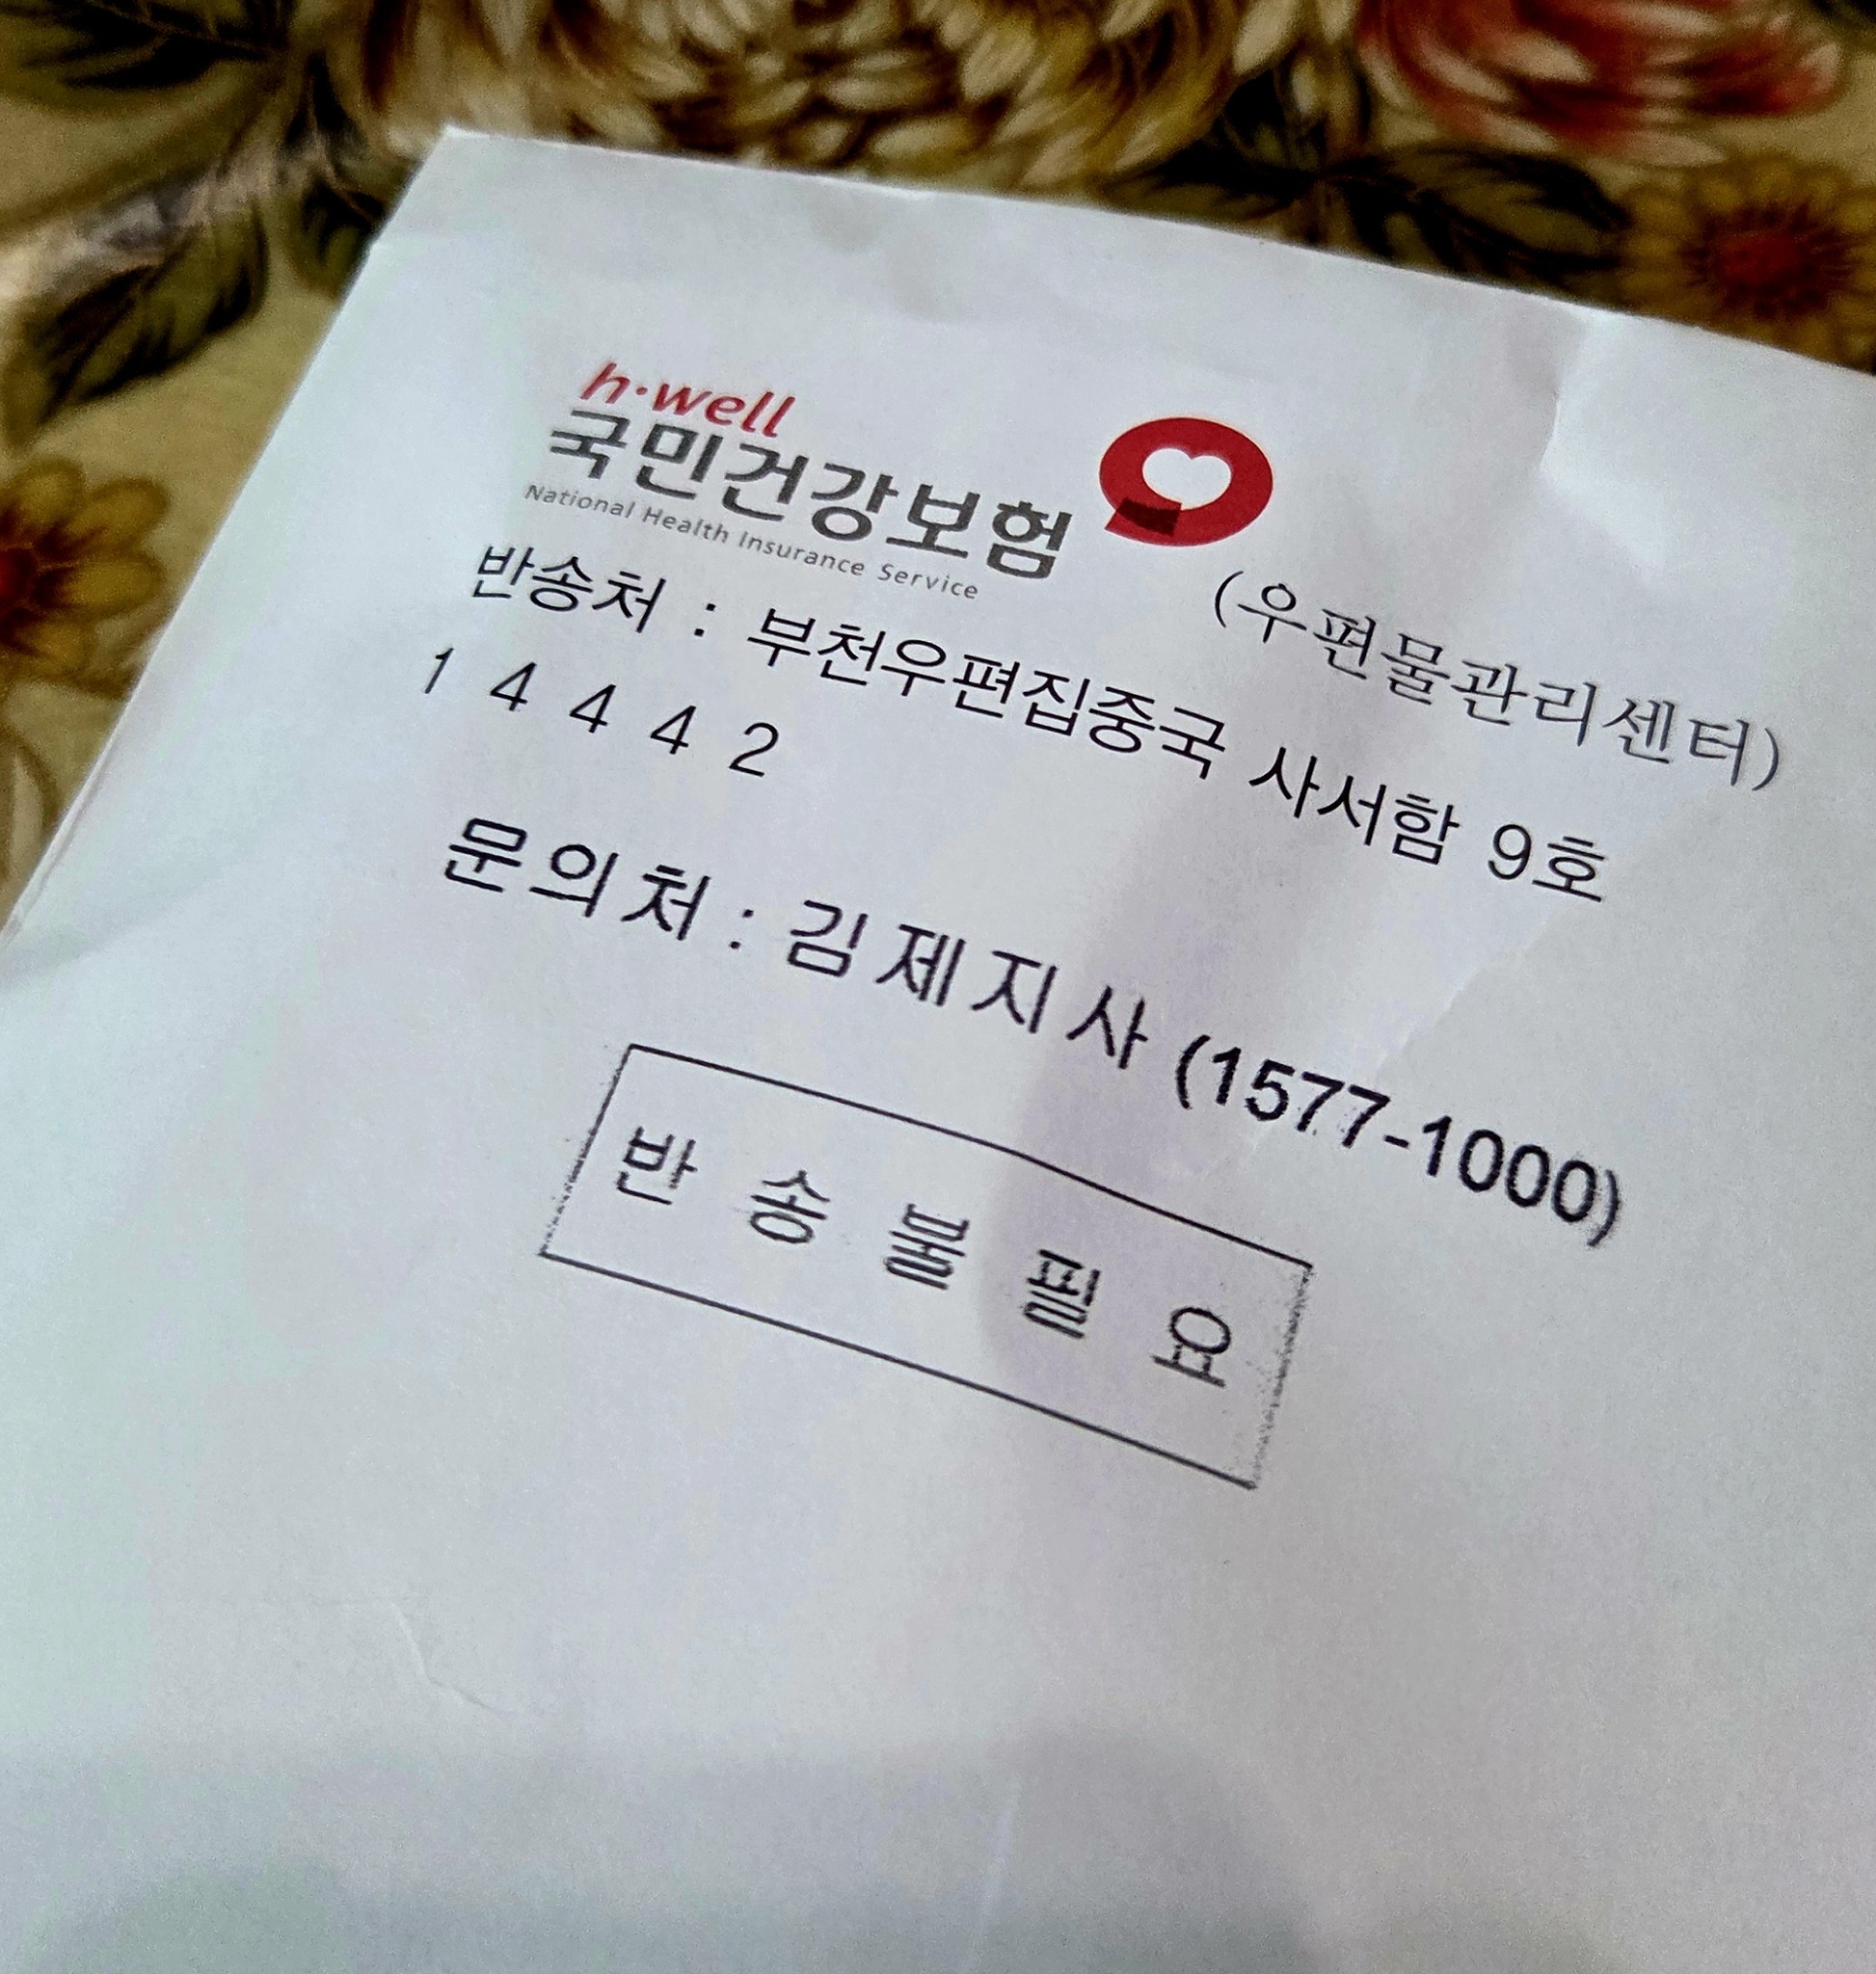 h·well
국민건강보험
National Health Insurance Service
(우편물관리센터)
반송처 : 부천우편집중국 사서함 9호
1 4 4 4 2
문의처 : 김제지사 (1577-1000)
반 송 불 필 요